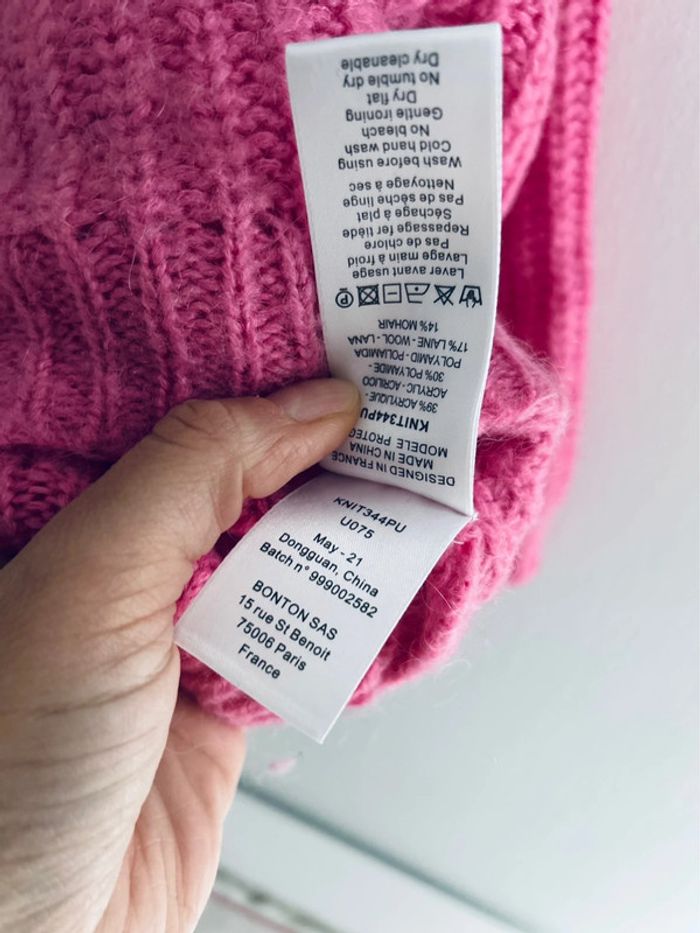 DESIGNED IN FRANCE
MADE IN CHINA
MODELE
KNIT344PU
39% ACRYLIQUE -
ACRYLIC - ACRILICO
30% POLYAMIDE -
POLYAMID - POLIAMIDA
17% LAINE - WOOL - LANA
14% MOHAIR
P
Laver avant usage
Lavage main à froid
Pas de chlore
Repassage fer tiède
Séchage à plat
Pas de sèche linge
Nettoyage à sec
Wash before using
Cold hand wash
No bleach
Gentle ironing
Dry flat
No tumble dry
Dry cleanable
KNIT344PU
U075
May - 21
Dongguan, China
Batch n° 999002582
BONTON SAS
15 rue St Benoit
75006 Paris
France